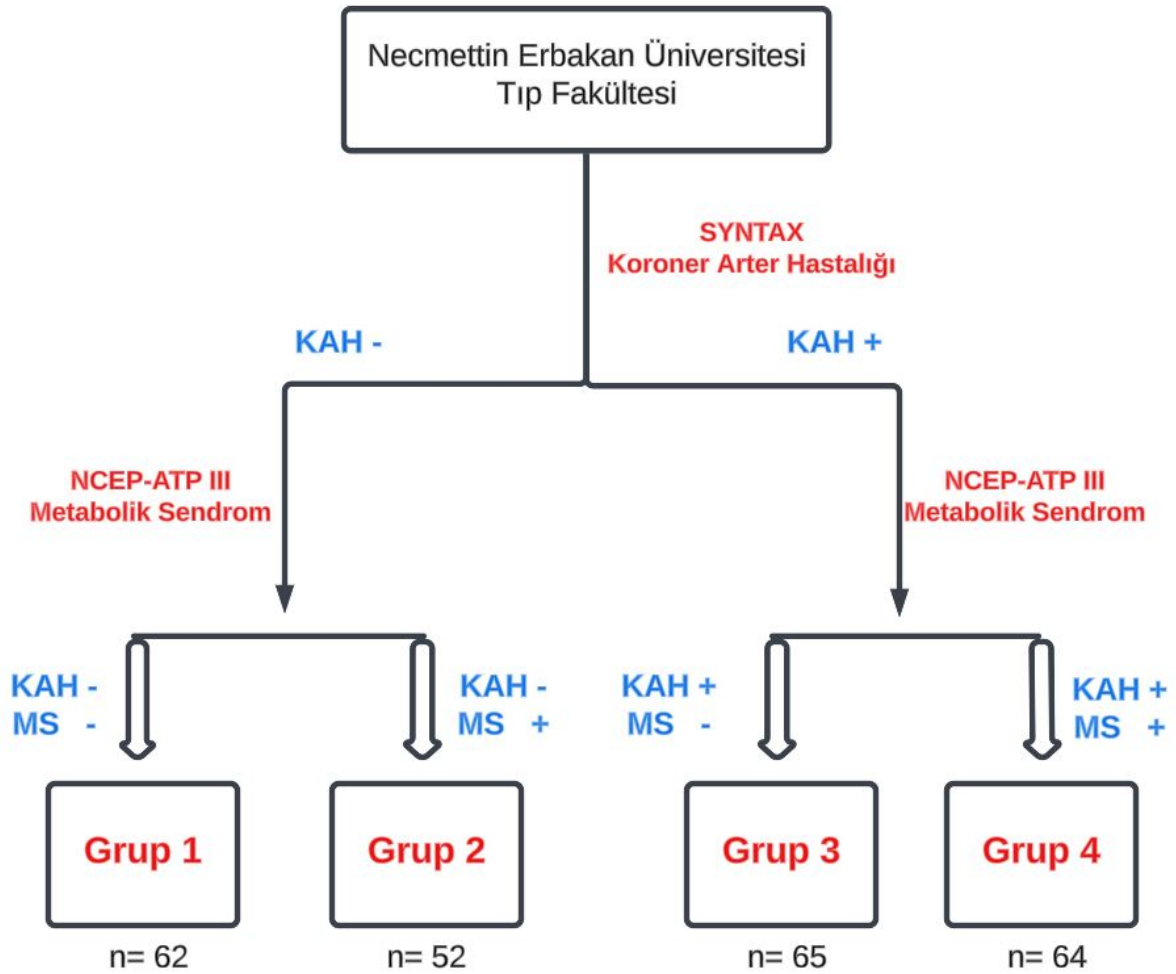 Necmettin Erbakan Üniversitesi
Tıp Fakültesi
SYNTAX
Koroner Arter Hastalığı
KAH -
KAH +
NCEP-ATP III
Metabolik Sendrom
NCEP-ATP III
Metabolik Sendrom
KAH -
MS -
KAH -
MS +
KAH +
MS -
KAH +
MS +
Grup 1
Grup 2
Grup 3
Grup 4
n= 62
n= 52
n= 65
n= 64